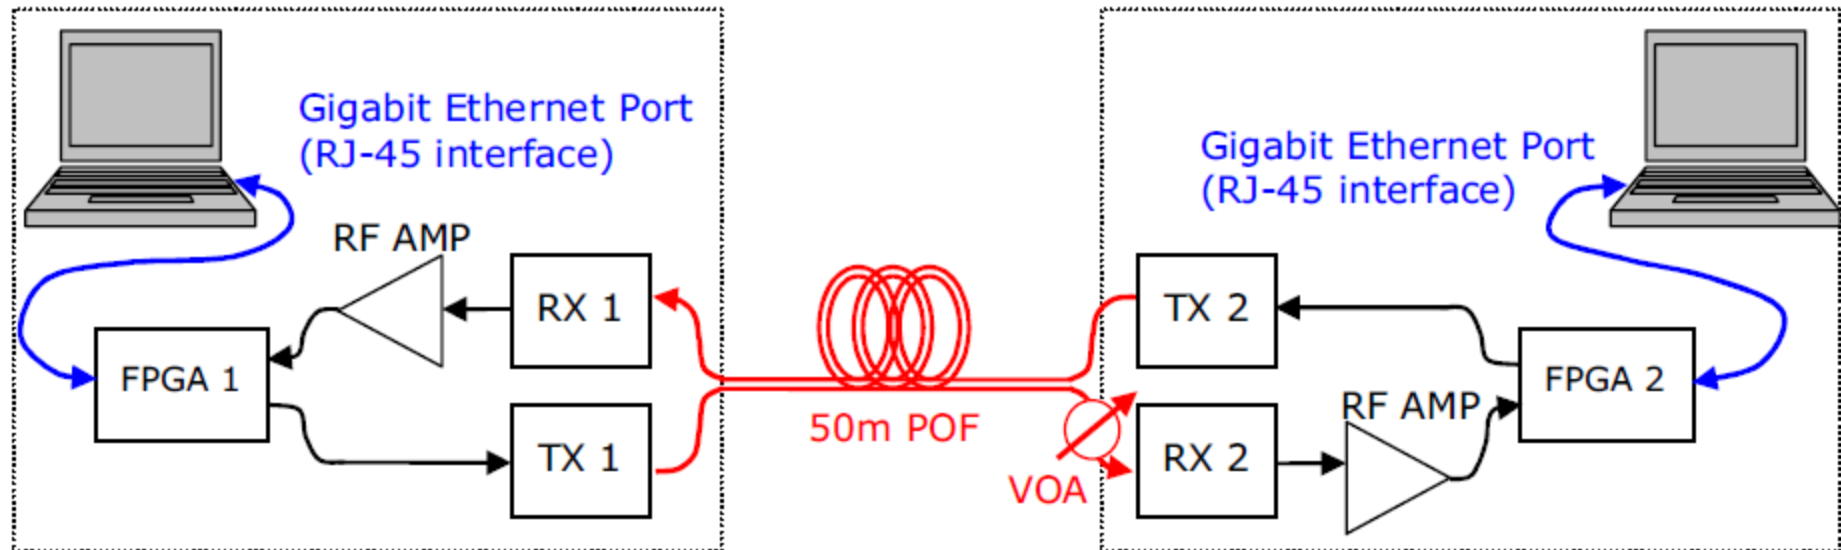 Gigabit Ethernet Port
(RJ-45 interface)
RF AMP
RX 1
FPGA 1
TX 1
50m POF
VOA
Gigabit Ethernet Port
(RJ-45 interface)
TX 2
FPGA 2
RF AMP
RX 2